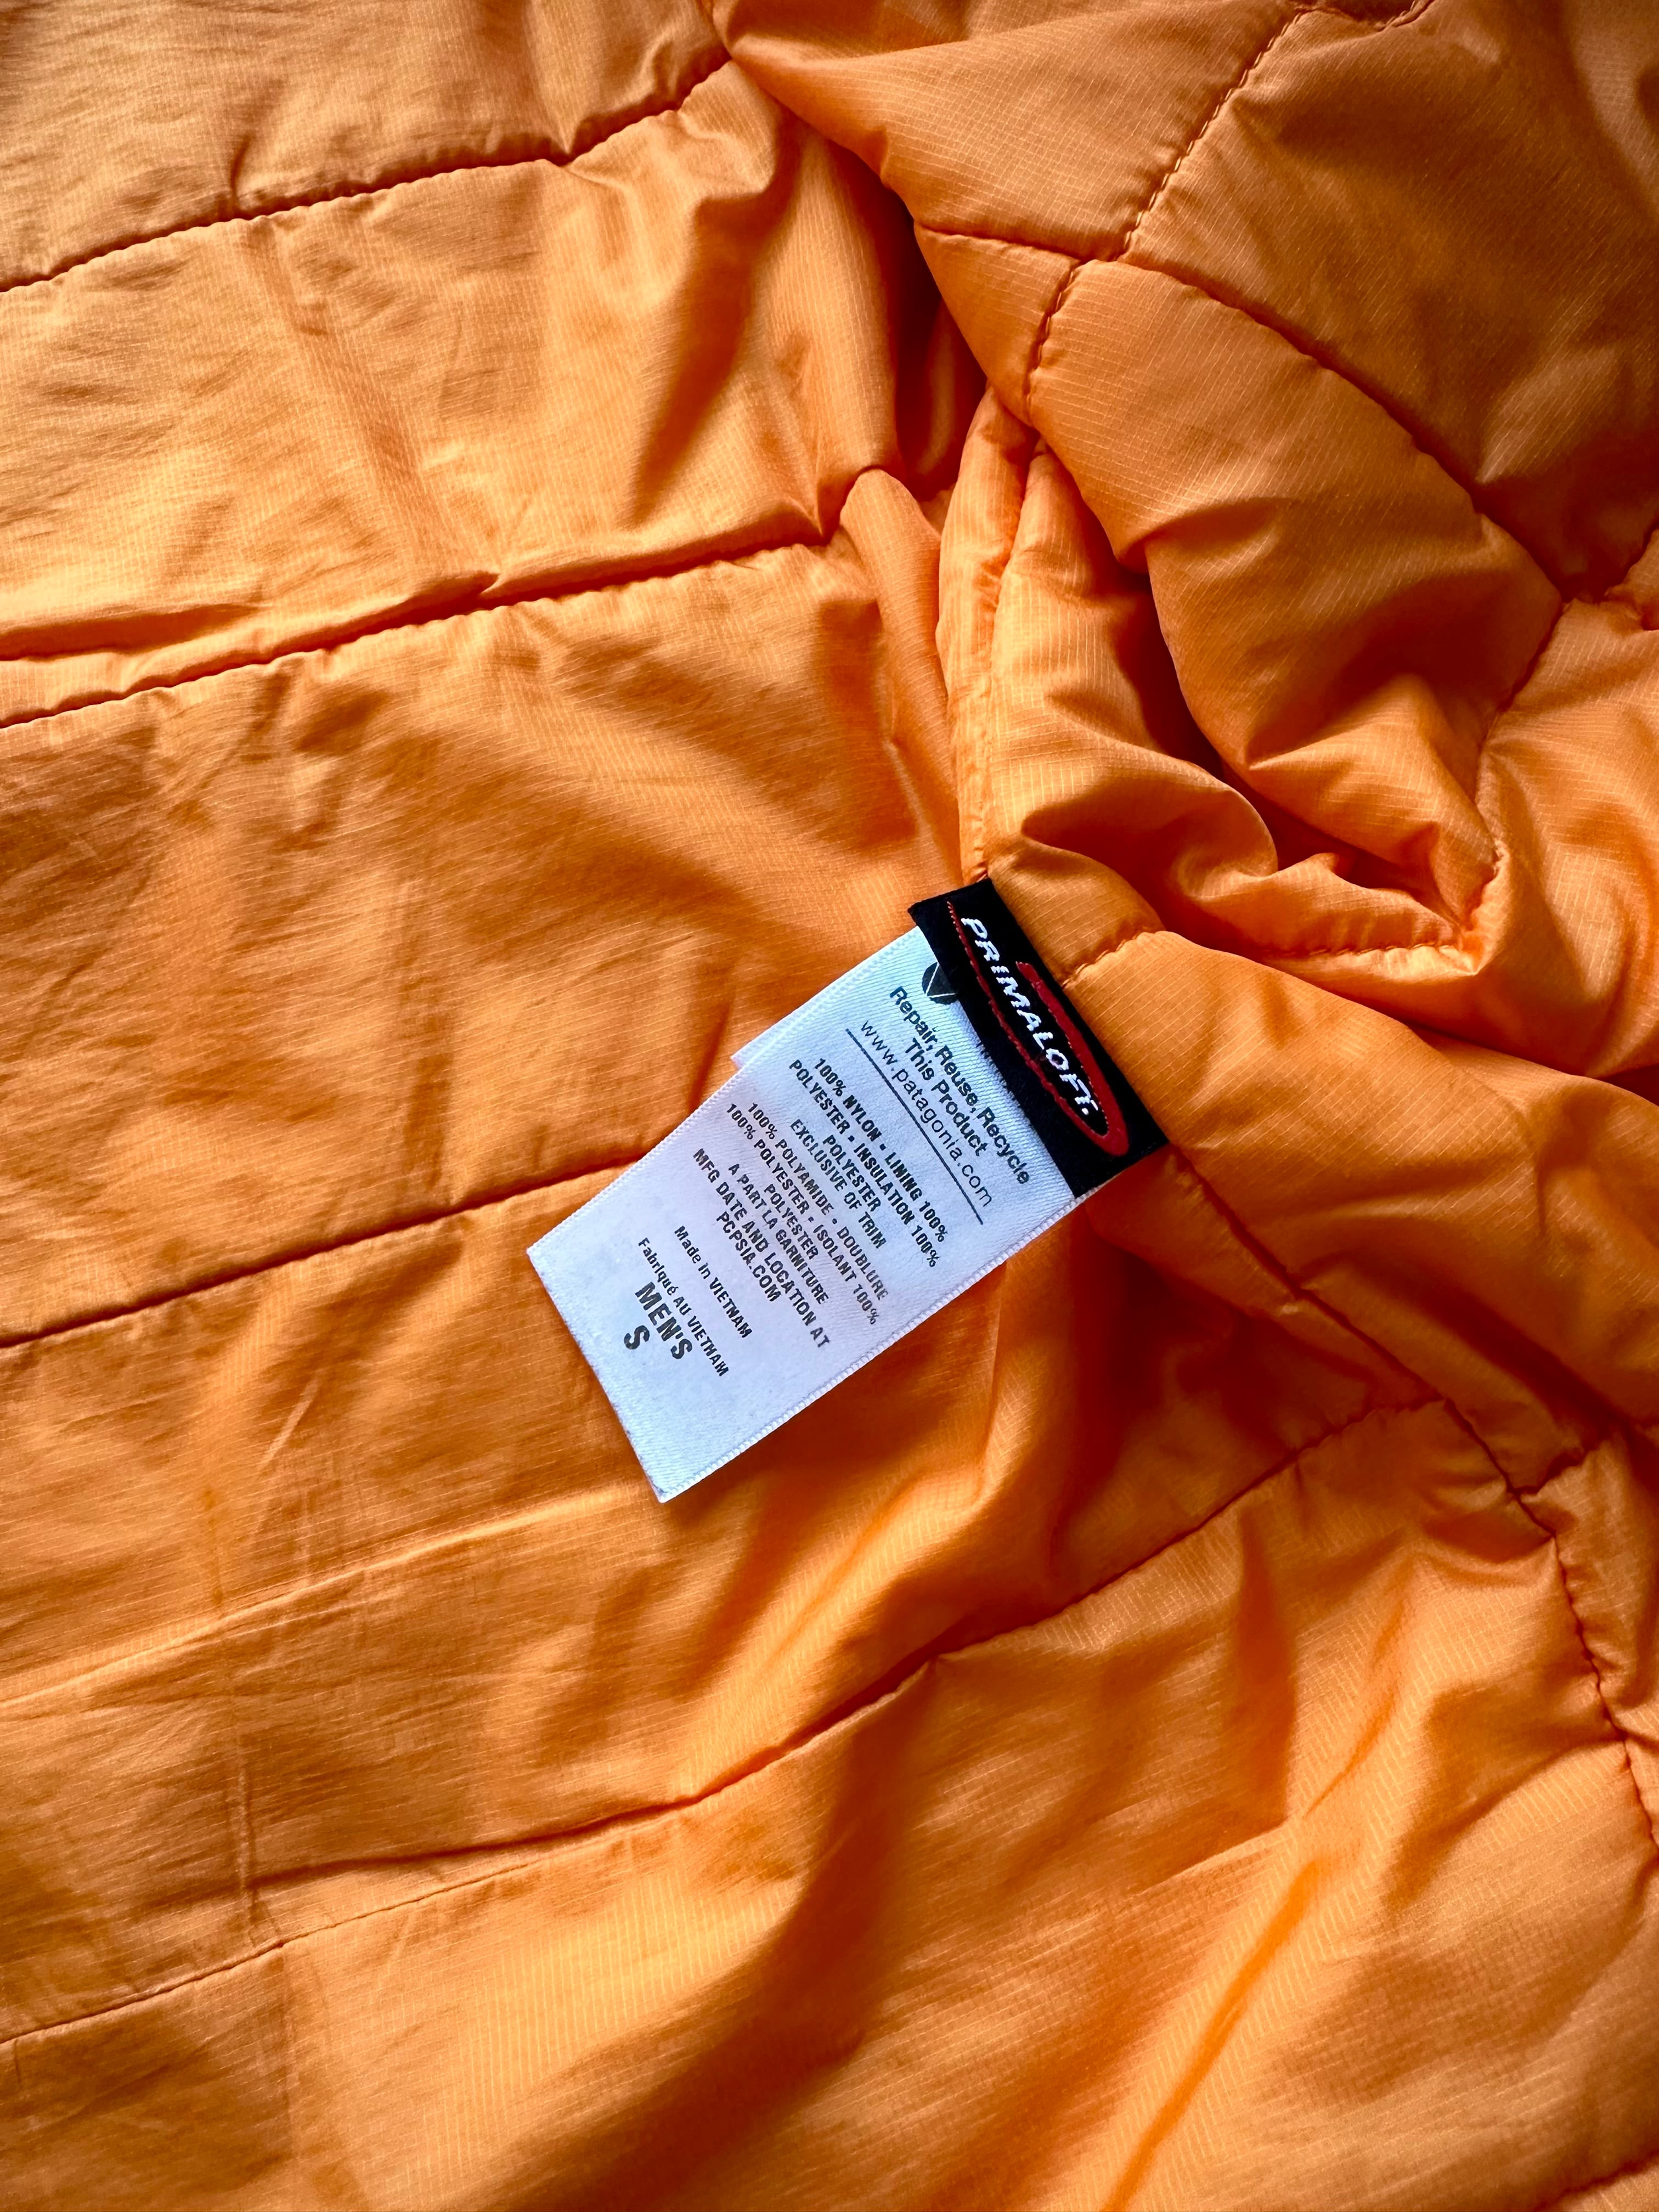 PRIMALOFT
Repair, Reuse, Recycle
This Product
www.patagonia.com
100% NYLON • LINING 100%
POLYESTER • INSULATION 100%
POLYESTER
EXCLUSIVE OF TRIM
100% POLYAMIDE • DOUBLURE
100% POLYESTER • ISOLANT 100%
POLYESTER
A PART LA GARNITURE
MFG DATE AND LOCATION AT
PCPSIA.COM
Made in VIETNAM
Fabriqué AU VIETNAM
MEN'S
S